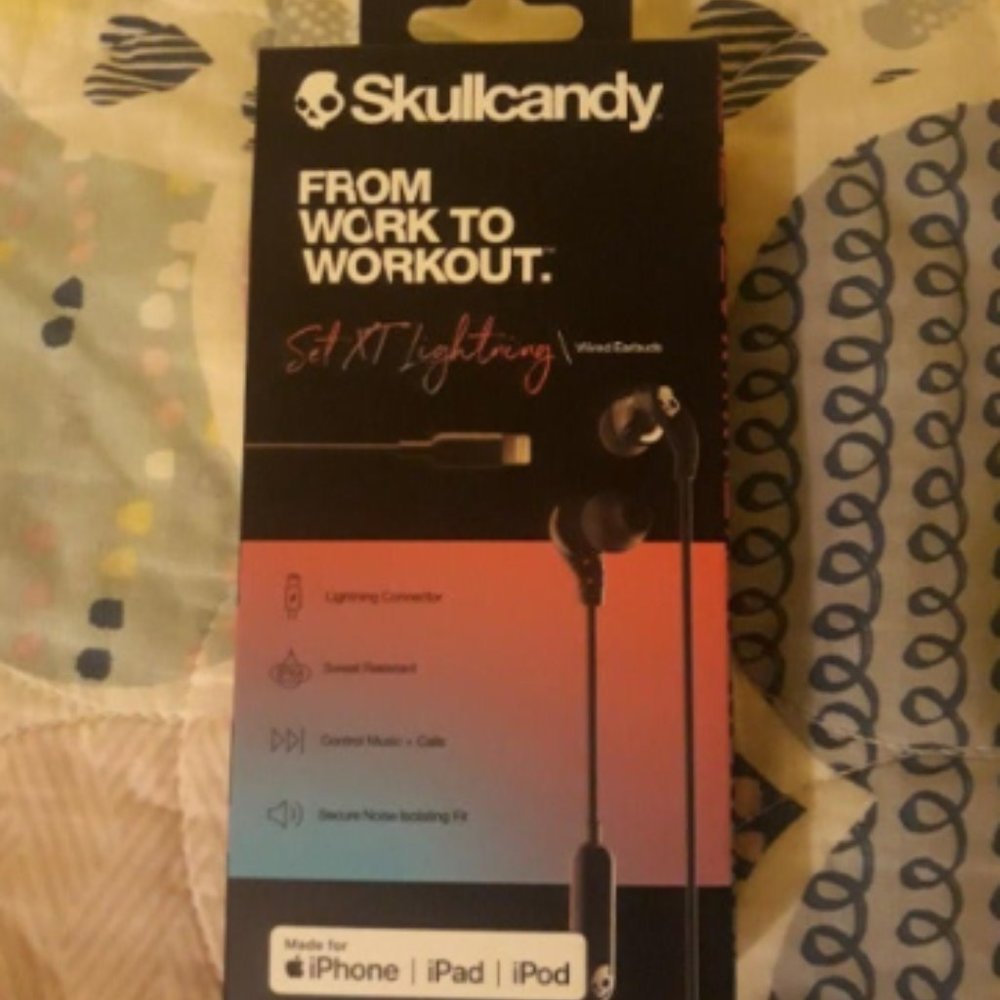 Skullcandy
FROM
WORK TO
WORKOUT.™
Set XT Lightning \ Wired Earbuds
Lightning Connector
Sweat Resistant
Control Music + Calls
Secure Noise Isolating Fit
Made for
iPhone | iPad | iPod